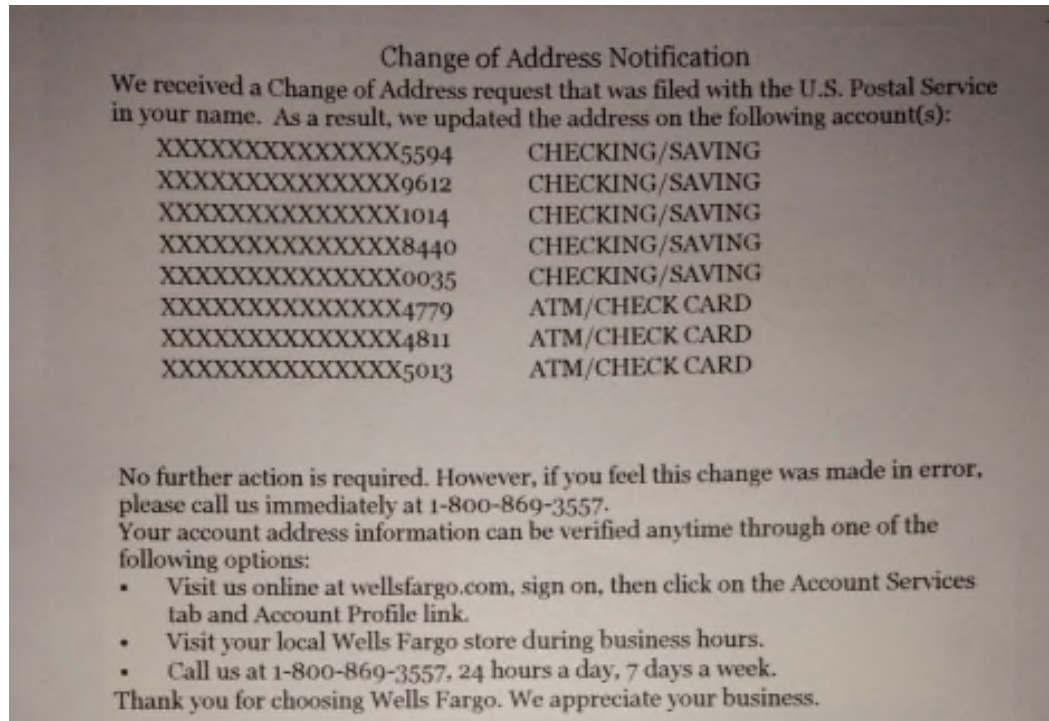 Change of Address Notification
We received a Change of Address request that was filed with the U.S. Postal Service
in your name. As a result, we updated the address on the following account(s):
XXXXXXXXXXXXXX5594 CHECKING/SAVING
XXXXXXXXXXXXXX9612 CHECKING/SAVING
XXXXXXXXXXXXXX1014 CHECKING/SAVING
XXXXXXXXXXXXXX8440 CHECKING/SAVING
XXXXXXXXXXXXXX0035 CHECKING/SAVING
XXXXXXXXXXXXXX4779 ATM/CHECK CARD
XXXXXXXXXXXXXX4811 ATM/CHECK CARD
XXXXXXXXXXXXXX5013 ATM/CHECK CARD
No further action is required. However, if you feel this change was made in error,
please call us immediately at 1-800-869-3557.
Your account address information can be verified anytime through one of the
following options:
• Visit us online at wellsfargo.com, sign on, then click on the Account Services
tab and Account Profile link.
• Visit your local Wells Fargo store during business hours.
• Call us at 1-800-869-3557, 24 hours a day, 7 days a week.
Thank you for choosing Wells Fargo. We appreciate your business.